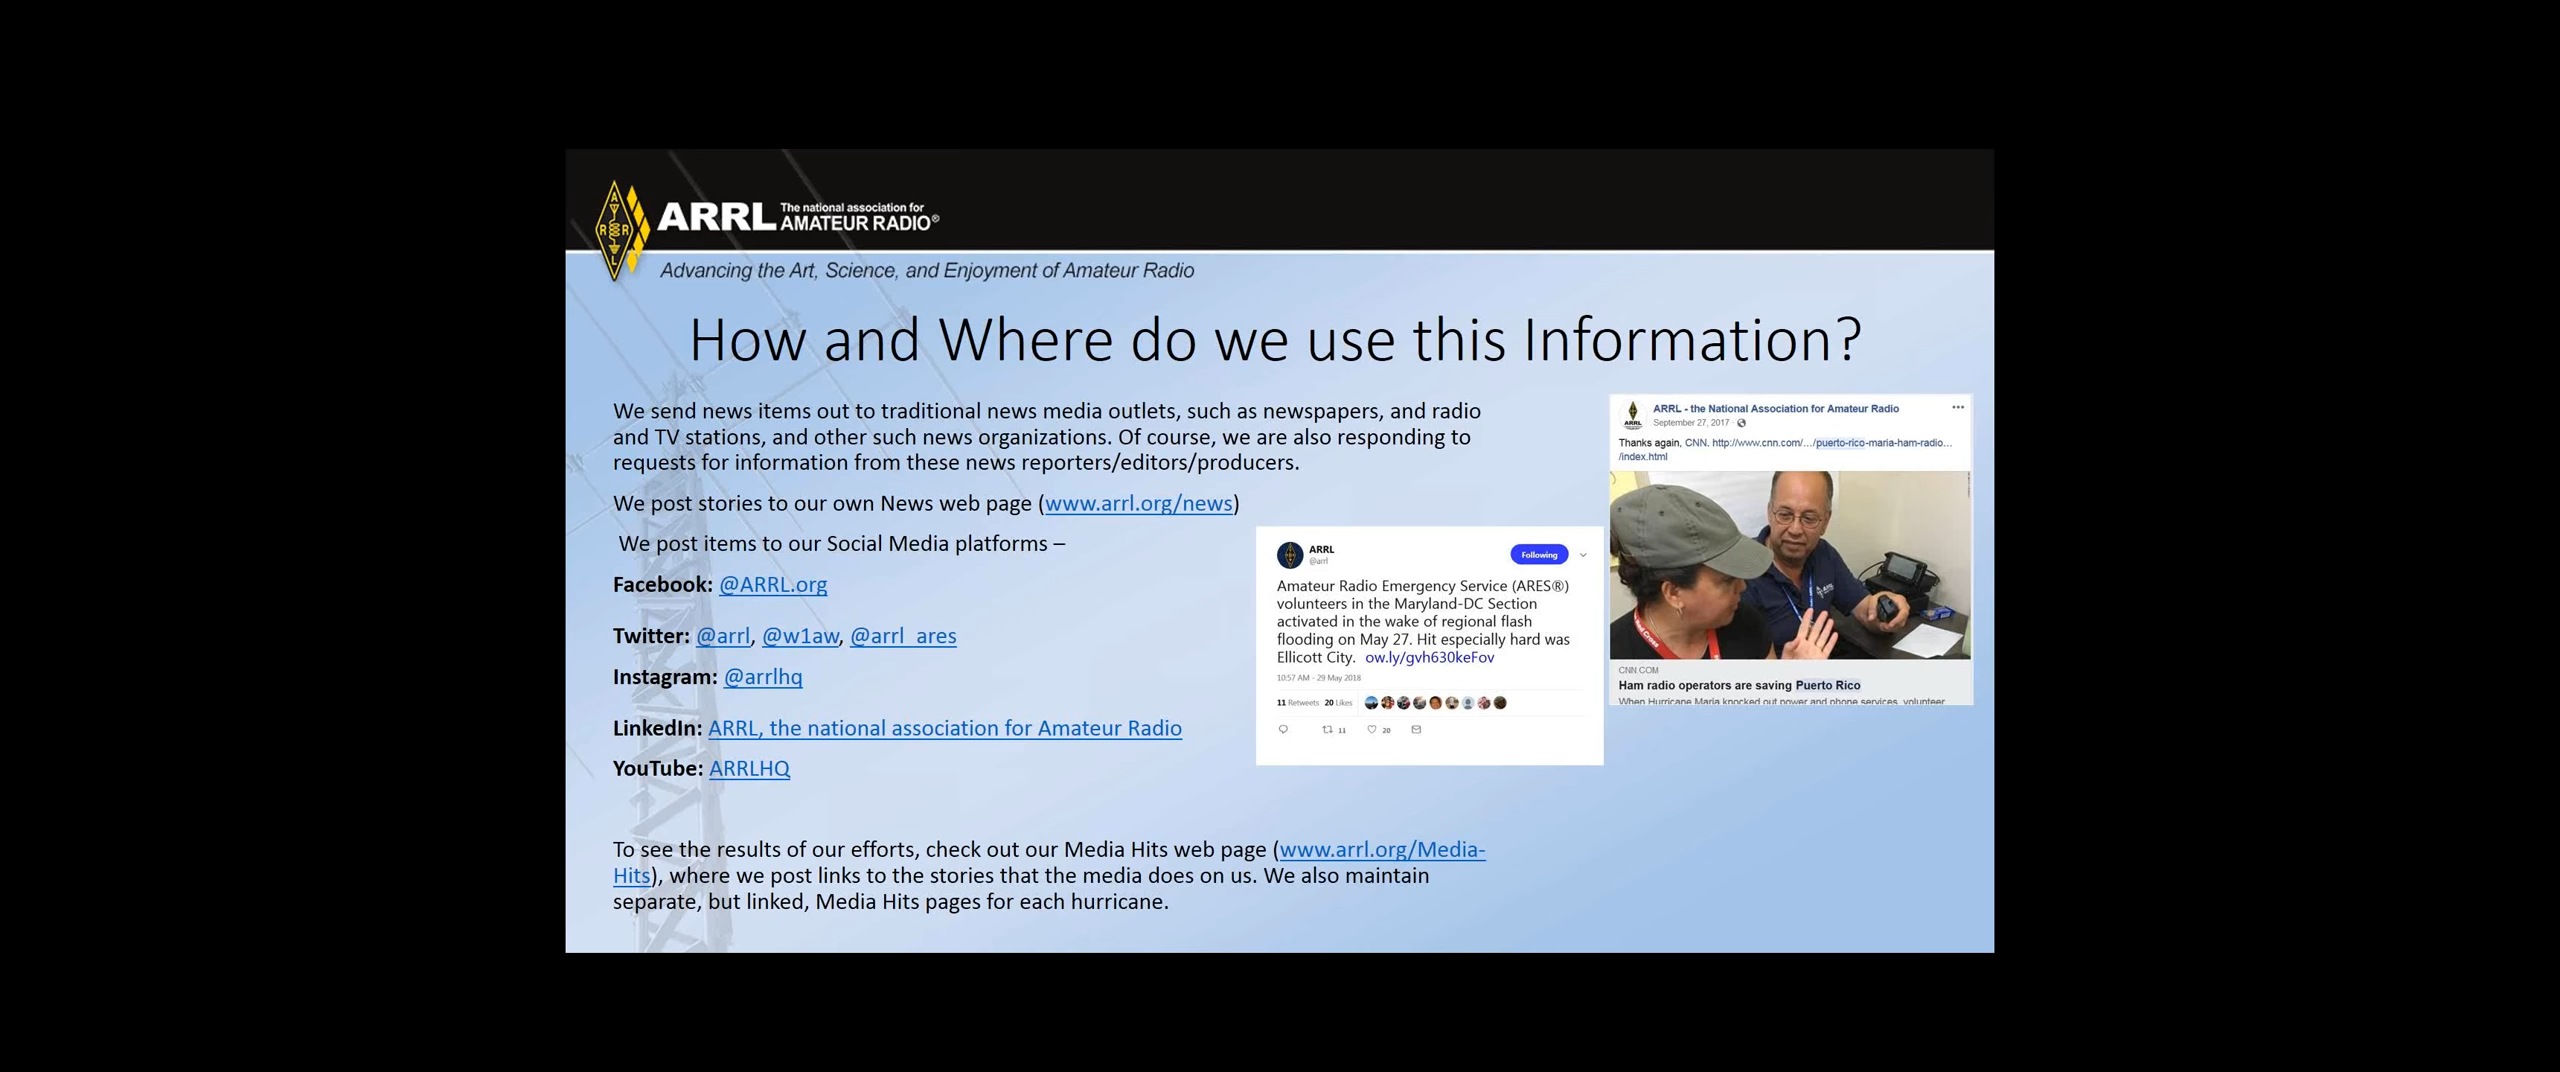 ARRL The national association for
AMATEUR RADIO®
Advancing the Art, Science, and Enjoyment of Amateur Radio
How and Where do we use this Information?
We send news items out to traditional news media outlets, such as newspapers, and radio
and TV stations, and other such news organizations. Of course, we are also responding to
requests for information from these news reporters/editors/producers.
We post stories to our own News web page (www.arrl.org/news)
We post items to our Social Media platforms –
Facebook: @ARRL.org
Twitter: @arrl, @w1aw, @arrl_ares
Instagram: @arrlhq
LinkedIn: ARRL, the national association for Amateur Radio
YouTube: ARRLHQ
To see the results of our efforts, check out our Media Hits web page (www.arrl.org/Media-
Hits), where we post links to the stories that the media does on us. We also maintain
separate, but linked, Media Hits pages for each hurricane.
ARRL
@arrl
Following
Amateur Radio Emergency Service (ARES®)
volunteers in the Maryland-DC Section
activated in the wake of regional flash
flooding on May 27. Hit especially hard was
Ellicott City. ow.ly/gvh630keFov
10:57 AM - 29 May 2018
11 Retweets 20 Likes
11 20
ARRL - the National Association for Amateur Radio
ARRL
September 27, 2017
Thanks again, CNN. http://www.cnn.com/.../puerto-rico-maria-ham-radio...
/index.html
CNN.COM
Ham radio operators are saving Puerto Rico
When Hurricane Maria knocked out power and phone services, volunteer